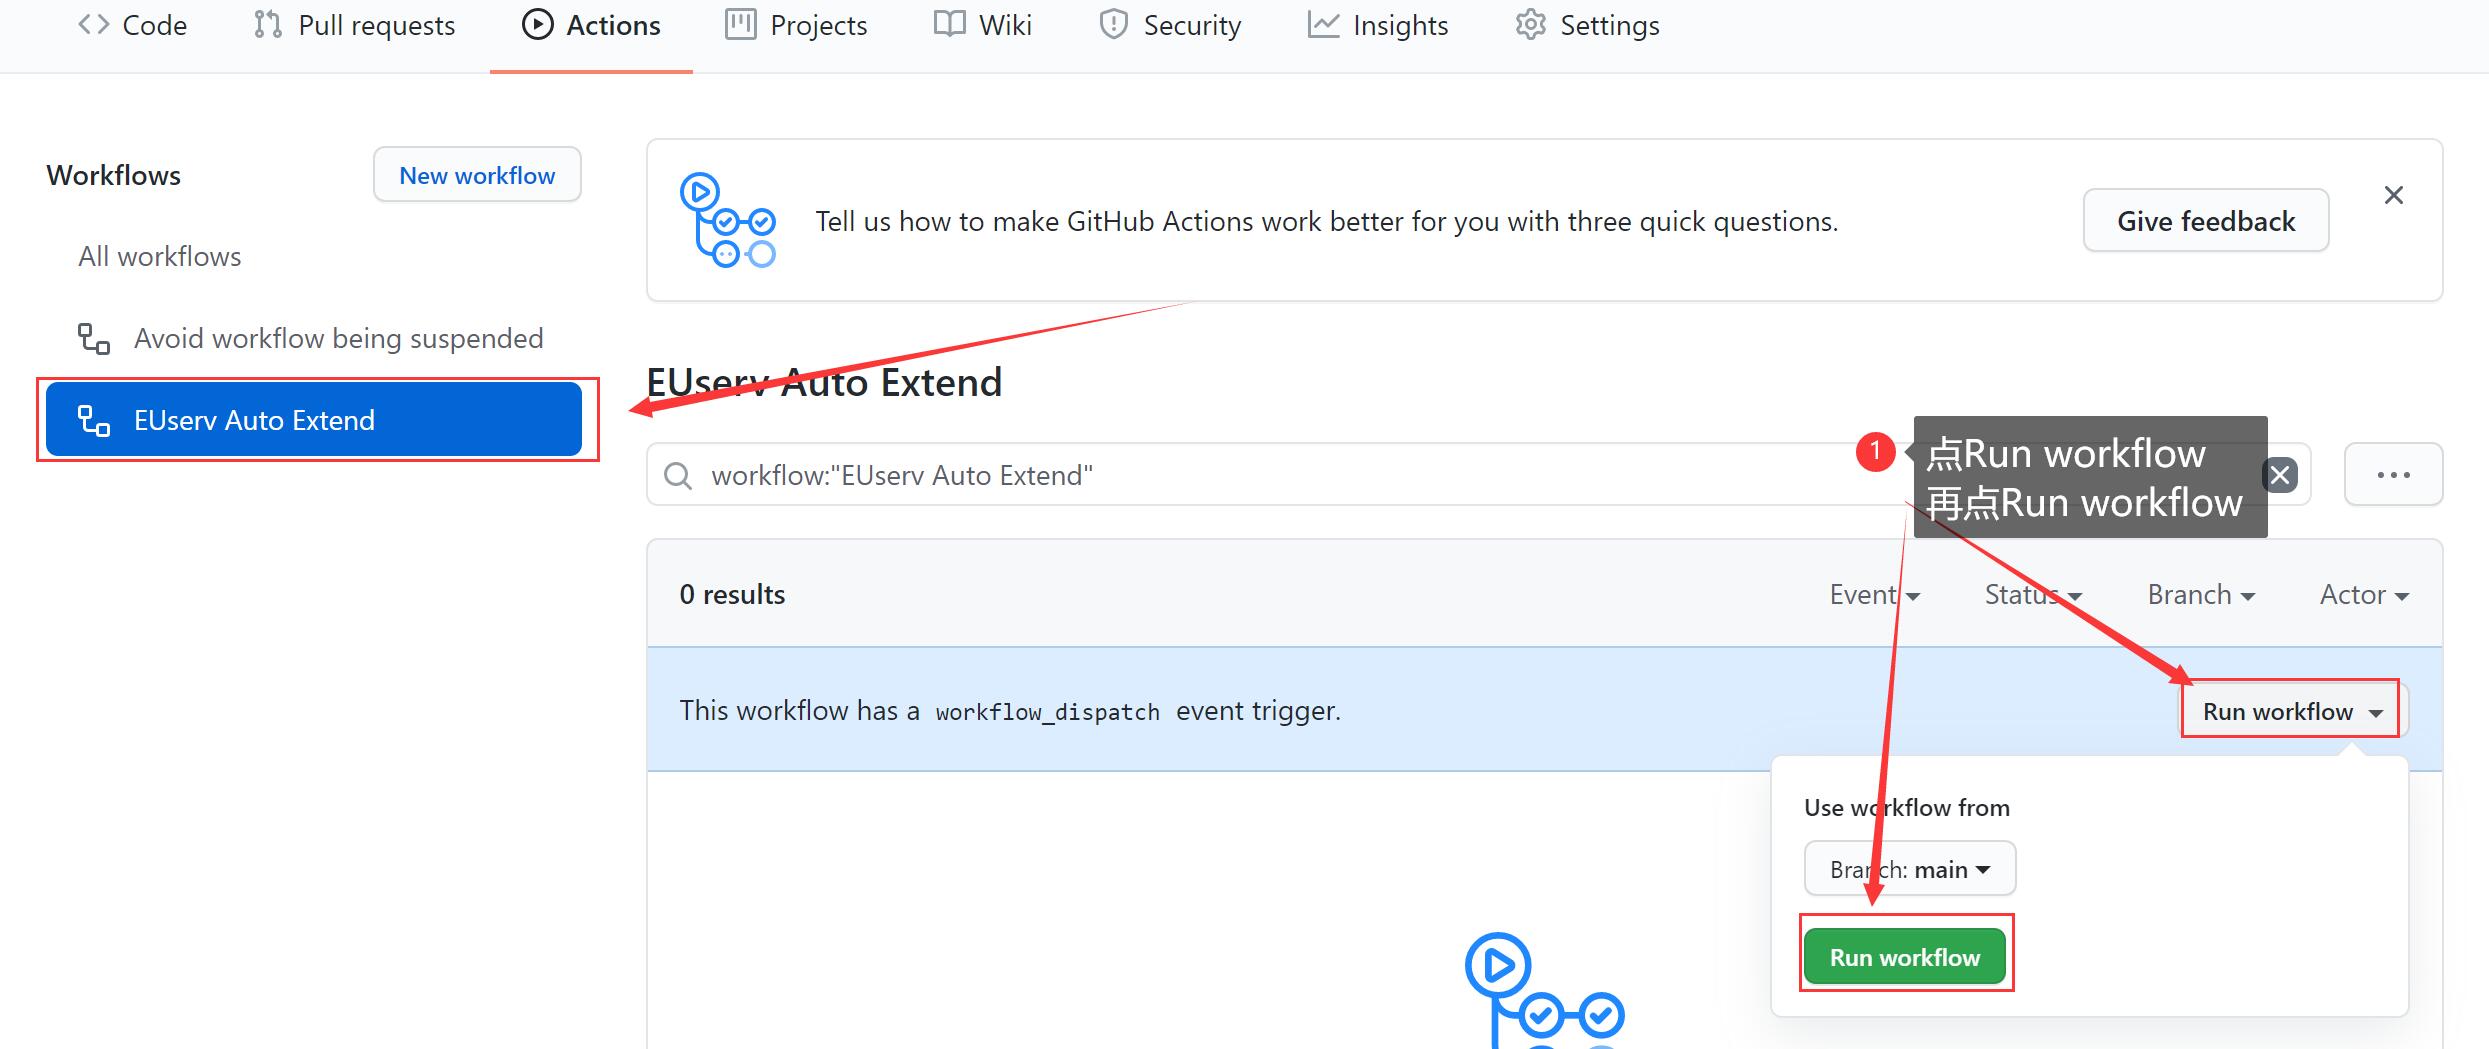 Code Pull requests Actions Projects Wiki Security Insights Settings
Workflows
New workflow
All workflows
Avoid workflow being suspended
EUserv Auto Extend
Tell us how to make GitHub Actions work better for you with three quick questions.
Give feedback
EUserv Auto Extend
workflow:"EUserv Auto Extend"
1
点Run workflow
再点Run workflow
0 results
Event Status Branch Actor
This workflow has a workflow_dispatch event trigger.
Run workflow
Use workflow from
Branch: main
Run workflow